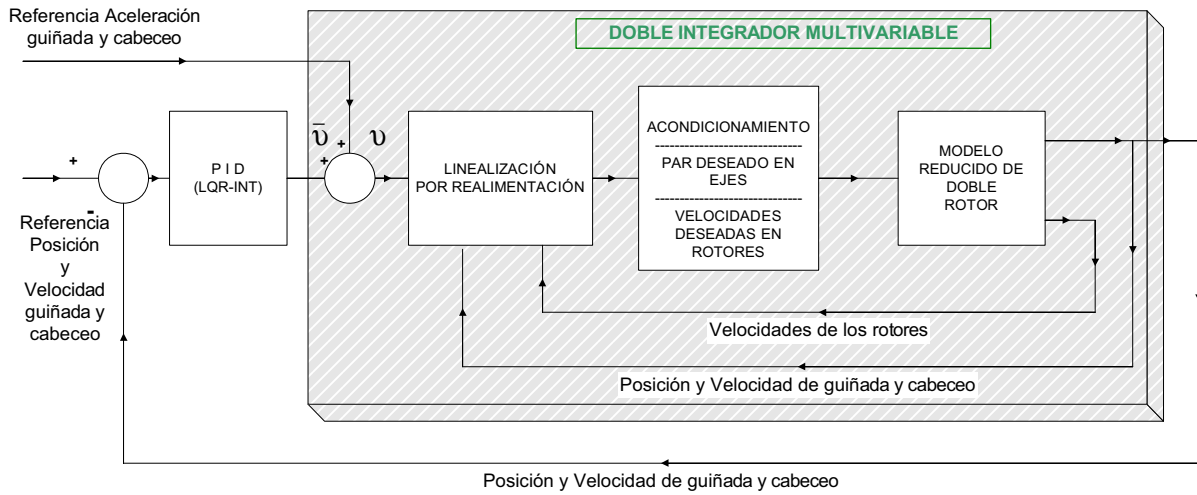 Referencia Aceleración
guiñada y cabeceo
DOBLE INTEGRADOR MULTIVARIABLE
+
-
Referencia
Posición
y
Velocidad
guiñada y
cabeceo
P I D
(LQR-INT)
ῡ
+
+
υ
LINEALIZACIÓN
POR REALIMENTACIÓN
ACONDICIONAMIENTO
-------------------------------
PAR DESEADO EN
EJES
-------------------------------
VELOCIDADES
DESEADAS EN
ROTORES
MODELO
REDUCIDO DE
DOBLE
ROTOR
Velocidades de los rotores
Posición y Velocidad de guiñada y cabeceo
Posición y Velocidad de guiñada y cabeceo